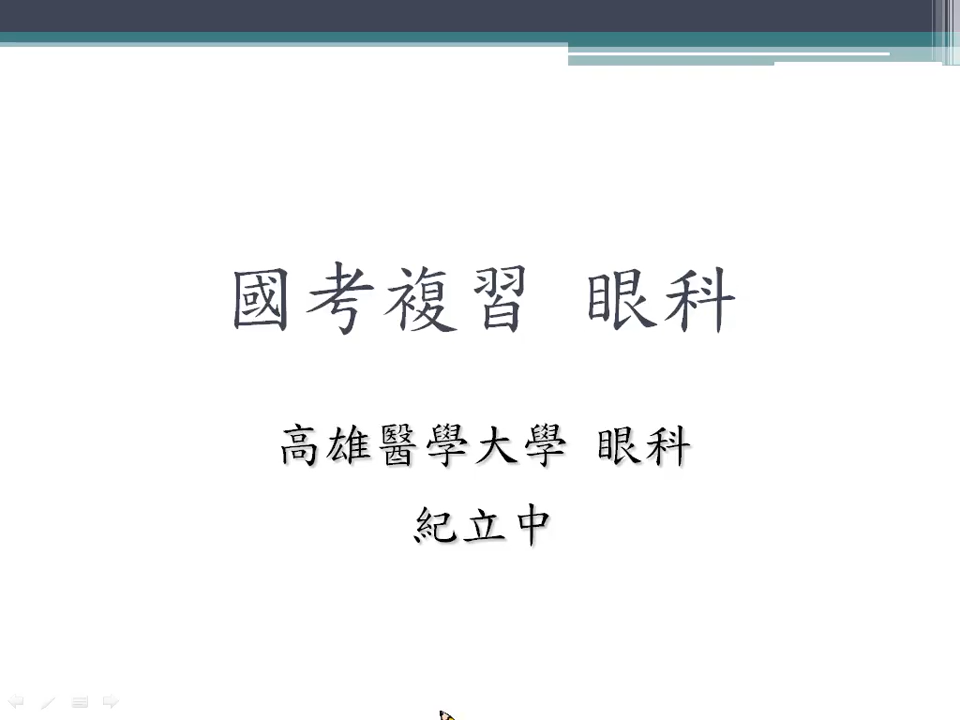 國考複習 眼科
高雄醫學大學 眼科
紀立中